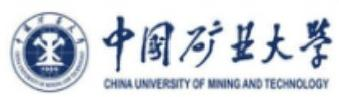 中国矿业大学
CHINA UNIVERSITY OF MINING AND TECHNOLOGY